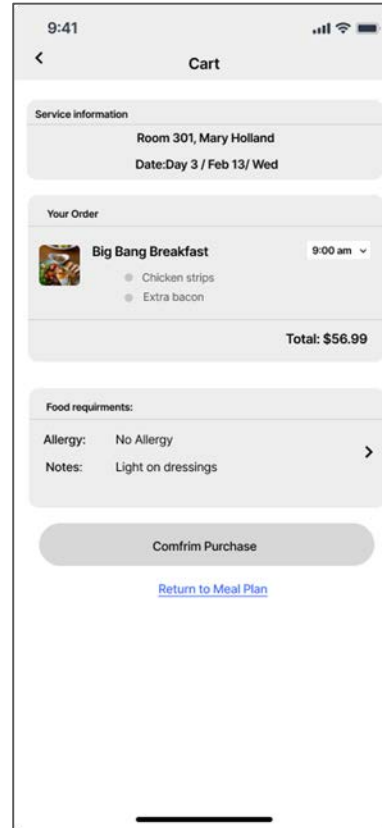 9:41
Cart
Service information
Room 301, Mary Holland
Date:Day 3 / Feb 13/ Wed
Your Order
Big Bang Breakfast
9:00 am
Chicken strips
Extra bacon
Total: $56.99
Food requirments:
Allergy: No Allergy
Notes: Light on dressings
Comfrim Purchase
Return to Meal Plan